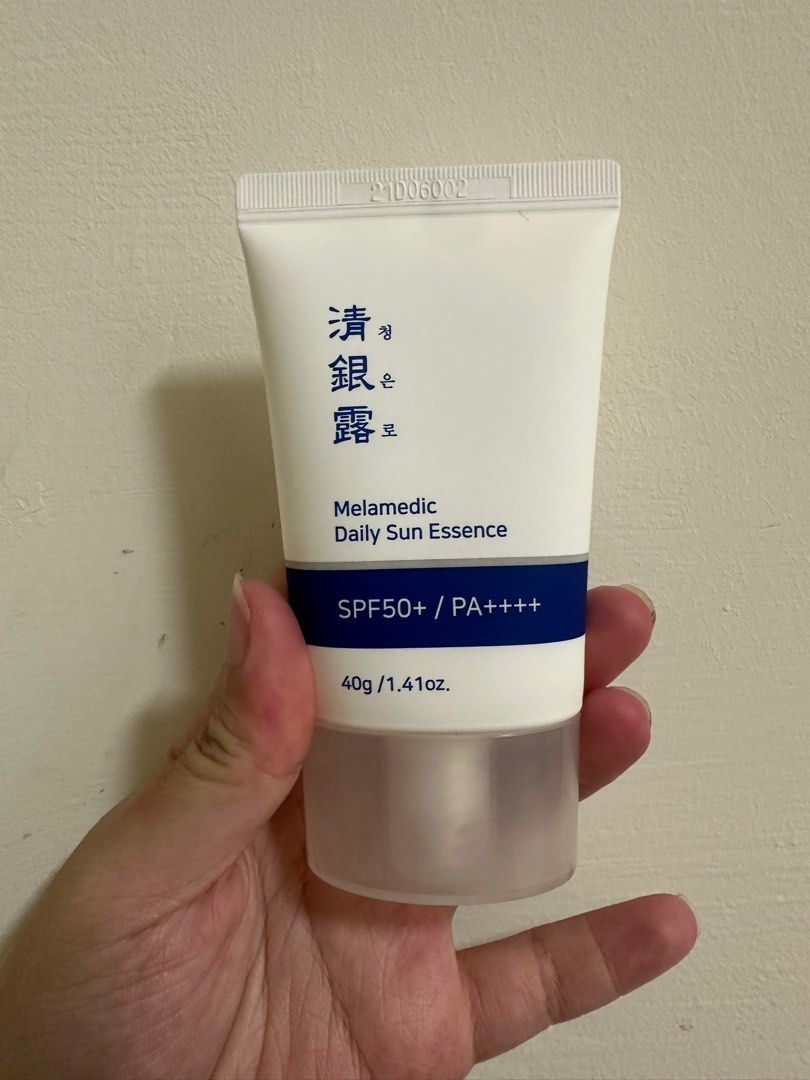 21D06002
清 청
銀 은
露 로
Melamedic
Daily Sun Essence
SPF50+ / PA++++
40g /1.41oz.